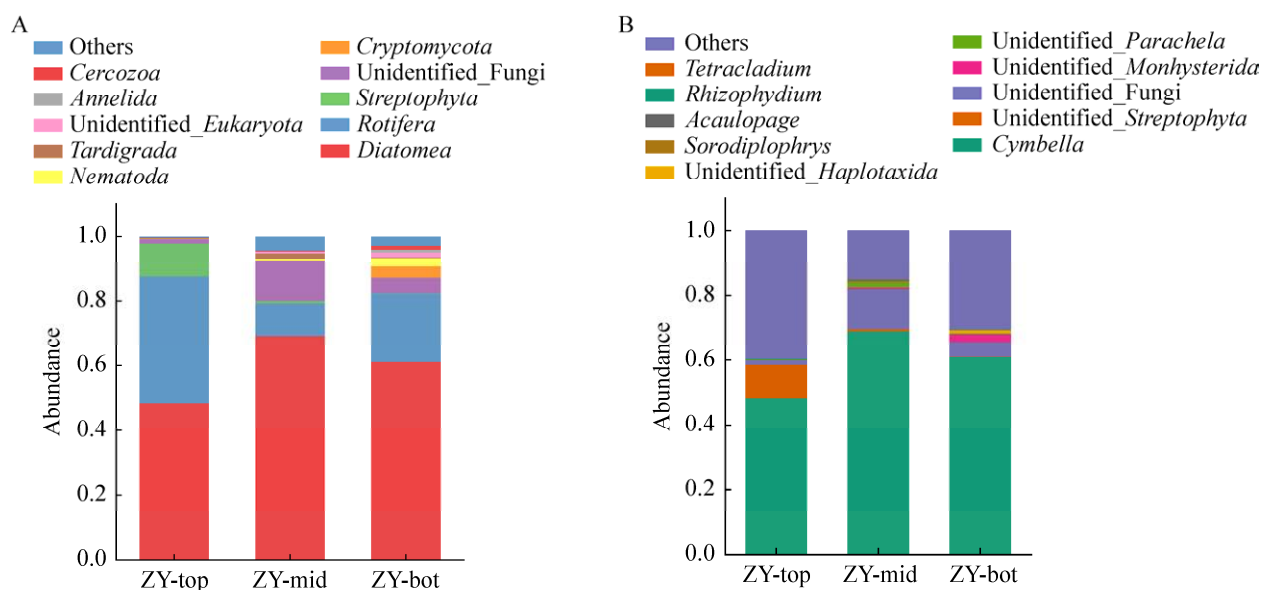 A
Others
Cercozoa
Annelida
Unidentified_Eukaryota
Tardigrada
Nematoda
Cryptomycota
Unidentified_Fungi
Streptophyta
Rotifera
Diatomea
Abundance
1.0
0.8
0.6
0.4
0.2
0.0
ZY-top
ZY-mid
ZY-bot
B
Others
Tetracladium
Rhizophydium
Acaulopage
Sorodiplophrys
Unidentified_Haplotaxida
Unidentified_Parachela
Unidentified_Monhysterida
Unidentified_Fungi
Unidentified_Streptophyta
Cymbella
Abundance
1.0
0.8
0.6
0.4
0.2
0.0
ZY-top
ZY-mid
ZY-bot